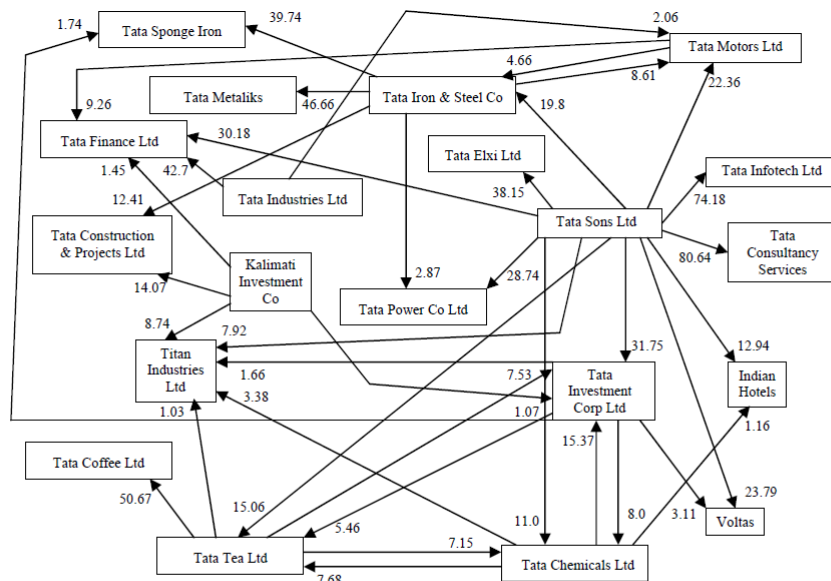 1.74
39.74
2.06
Tata Sponge Iron
Tata Motors Ltd
4.66
8.61
22.36
Tata Metaliks
46.66
Tata Iron & Steel Co
19.8
9.26
Tata Finance Ltd
30.18
1.45
42.7
Tata Elxi Ltd
38.15
Tata Infotech Ltd
74.18
Tata Industries Ltd
12.41
Tata Sons Ltd
Tata Construction
& Projects Ltd
Tata
Consultancy
Services
80.64
Kalimati
Investment
Co
14.07
2.87
28.74
Tata Power Co Ltd
8.74
7.92
31.75
12.94
Titan
Industries
Ltd
1.66
7.53
Tata
Investment
Corp Ltd
Indian
Hotels
3.38
1.03
1.07
1.16
15.37
Tata Coffee Ltd
50.67
15.06
5.46
11.0
8.0
3.11
23.79
Voltas
Tata Tea Ltd
7.15
Tata Chemicals Ltd
7.68